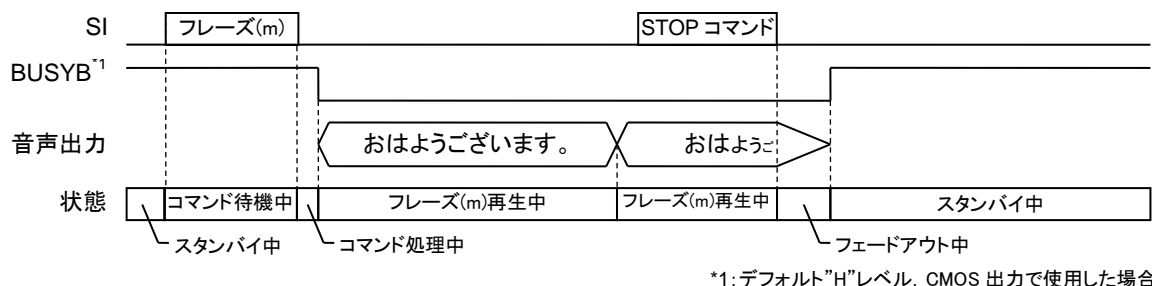 SI フレーズ(m) STOP コマンド
BUSYB*1
音声出力 おはようございます。 おはようご
状態 コマンド待機中 フレーズ(m)再生中 フレーズ(m)再生中 スタンバイ中
スタンバイ中 コマンド処理中 フェードアウト中
*1:デフォルト"H"レベル, CMOS 出力で使用した場合